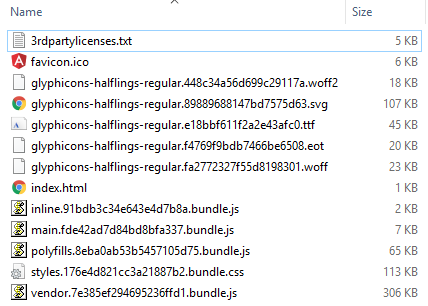 Name Size
3rdpartylicenses.txt 5 KB
favicon.ico 6 KB
glyphicons-halflings-regular.448c34a56d699c29117a.woff2 18 KB
glyphicons-halflings-regular.89889688147bd7575d63.svg 107 KB
glyphicons-halflings-regular.e18bbf611f2a2e43afc0.ttf 45 KB
glyphicons-halflings-regular.f4769f9bdb7466be6508.eot 20 KB
glyphicons-halflings-regular.fa2772327f55d8198301.woff 23 KB
index.html 1 KB
inline.91bdb3c34e643e4d7b8a.bundle.js 2 KB
main.fde42ad7d84bd8bfa337.bundle.js 7 KB
polyfills.8eba0ab53b5457105d75.bundle.js 65 KB
styles.176e4d821cc3a21887b2.bundle.css 113 KB
vendor.7e385ef294695236ffd1.bundle.js 306 KB